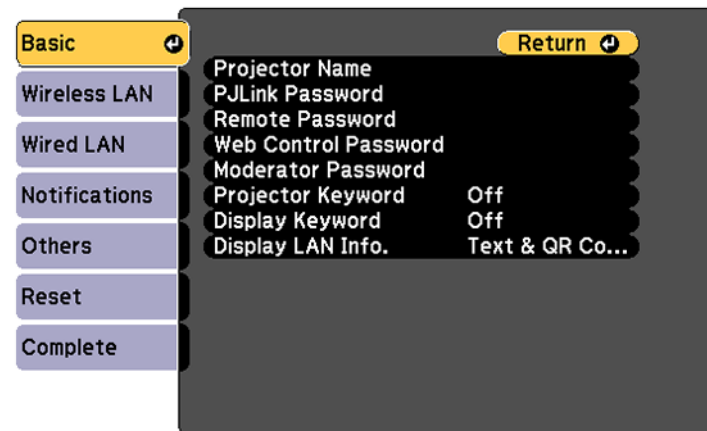 Basic
Wireless LAN
Wired LAN
Notifications
Others
Reset
Complete
Return
Projector Name
PJLink Password
Remote Password
Web Control Password
Moderator Password
Projector Keyword Off
Display Keyword Off
Display LAN Info. Text & QR Co...